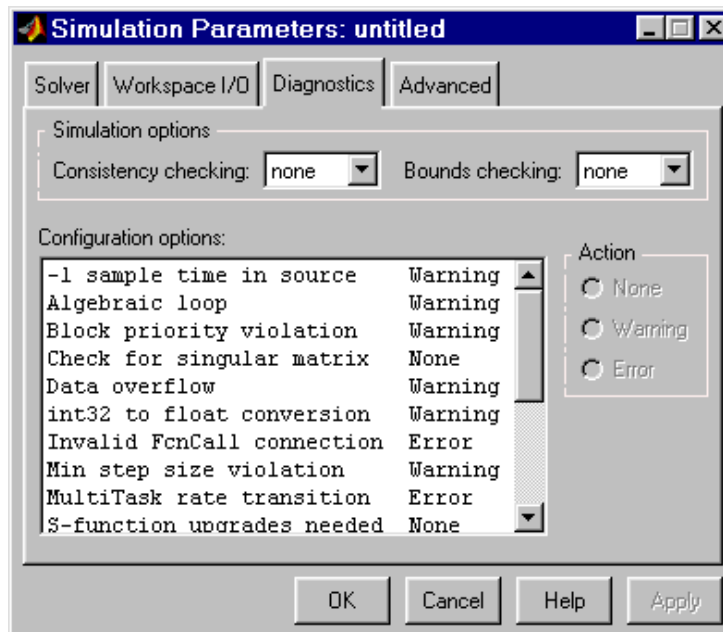 Simulation Parameters: untitled
Solver Workspace I/O Diagnostics Advanced
Simulation options
Consistency checking: none Bounds checking: none
Configuration options:
-1 sample time in source Warning
Algebraic loop Warning
Block priority violation Warning
Check for singular matrix None
Data overflow Warning
int32 to float conversion Warning
Invalid FcnCall connection Error
Min step size violation Warning
MultiTask rate transition Error
S-function upgrades needed None
Action
None
Warning
Error
OK Cancel Help Apply